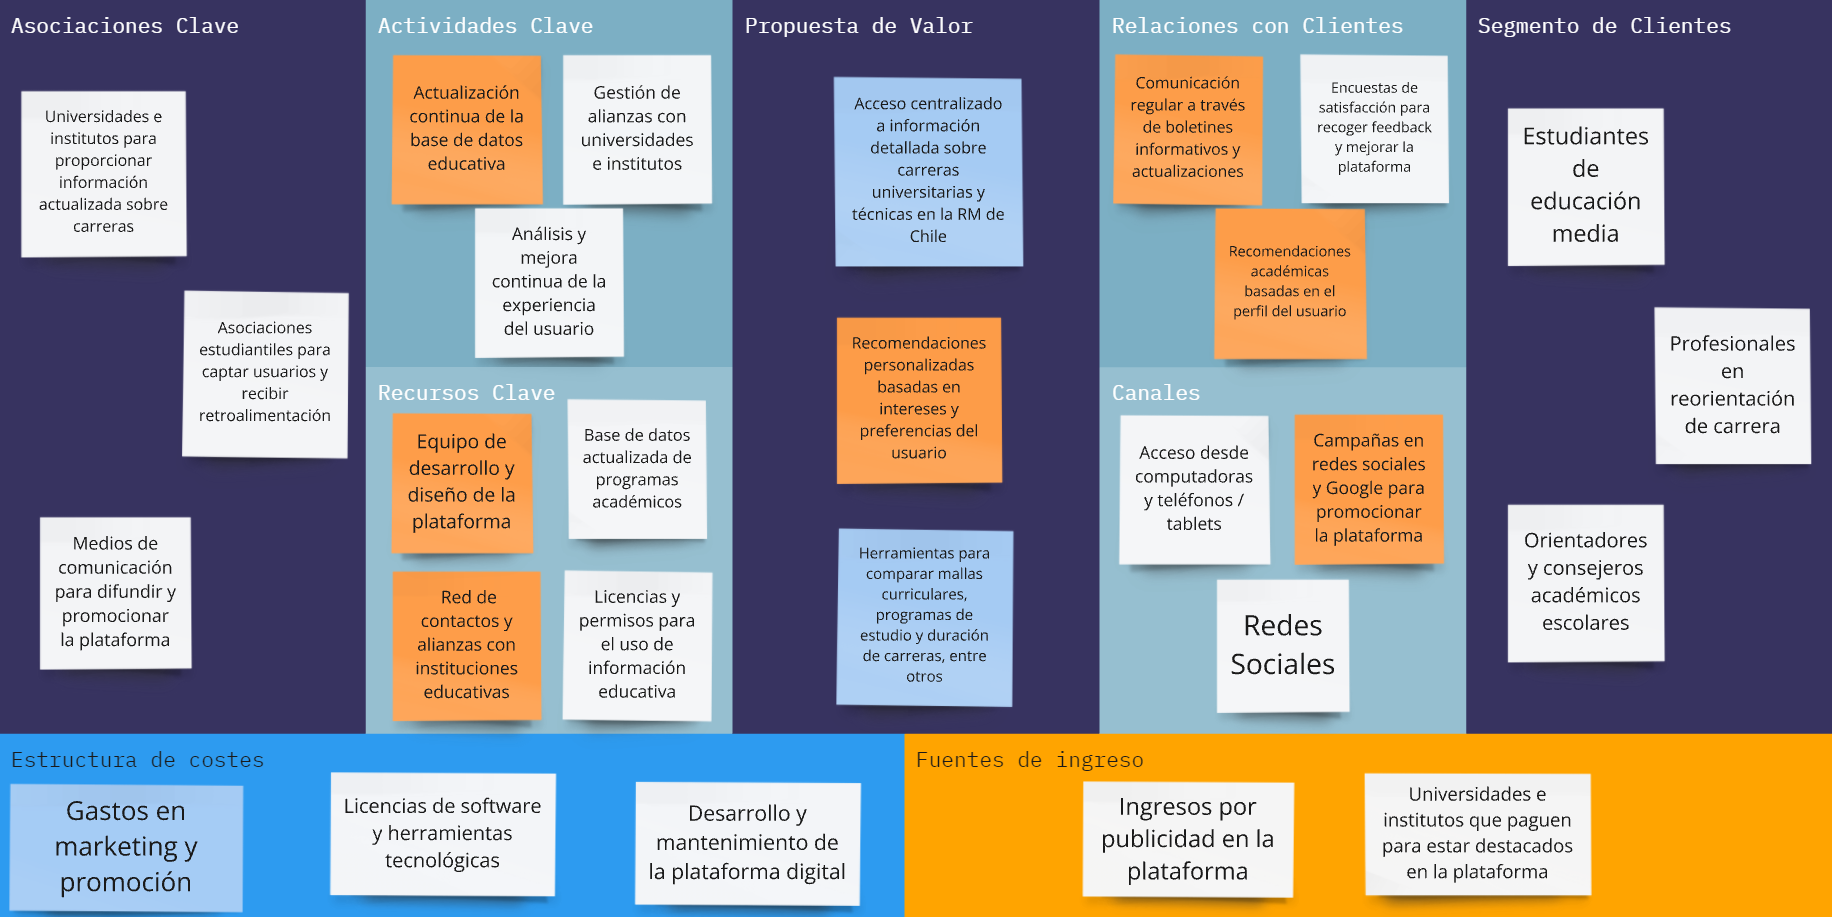 Asociaciones Clave
Universidades e
institutos para
proporcionar
información
actualizada sobre
carreras
Asociaciones
estudiantiles para
captar usuarios y
recibir
retroalimentación
Medios de
comunicación
para difundir y
promocionar
la plataforma
Actividades Clave
Actualización
continua de la
base de datos
educativa
Gestión de
alianzas con
universidades
e institutos
Análisis y
mejora
continua de la
experiencia
del usuario
Recursos Clave
Equipo de
desarrollo y
diseño de la
plataforma
Base de datos
actualizada de
programas
académicos
Red de
contactos y
alianzas con
instituciones
educativas
Licencias y
permisos para
el uso de
información
educativa
Propuesta de Valor
Acceso centralizado
a información
detallada sobre
carreras
universitarias y
técnicas en la RM de
Chile
Recomendaciones
personalizadas
basadas en
intereses y
preferencias del
usuario
Herramientas para
comparar mallas
curriculares,
programas de
estudio y duración
de carreras, entre
otros
Relaciones con Clientes
Comunicación
regular a través
de boletines
informativos y
actualizaciones
Encuestas de
satisfacción para
recoger feedback
y mejorar la
plataforma
Recomendaciones
académicas
basadas en el
perfil del usuario
Canales
Acceso desde
computadoras
y teléfonos /
tablets
Campañas en
redes sociales
y Google para
promocionar
la plataforma
Redes
Sociales
Segmento de Clientes
Estudiantes
de
educación
media
Profesionales
en
reorientación
de carrera
Orientadores
y consejeros
académicos
escolares
Estructura de costes
Gastos en
marketing y
promoción
Licencias de software
y herramientas
tecnológicas
Desarrollo y
mantenimiento de
la plataforma digital
Fuentes de ingreso
Ingresos por
publicidad en la
plataforma
Universidades e
institutos que paguen
para estar destacados
en la plataforma